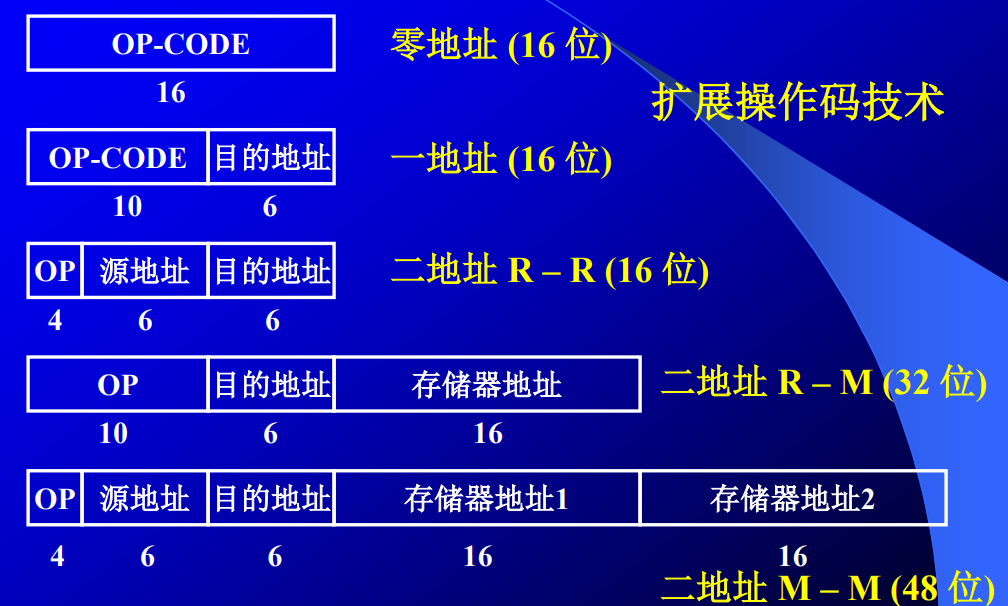 OP-CODE 零地址 (16 位)
16
扩展操作码技术
OP-CODE 目的地址 一地址 (16 位)
10 6
OP 源地址 目的地址 二地址 R – R (16 位)
4 6 6
OP 目的地址 存储器地址 二地址 R – M (32 位)
10 6 16
OP 源地址 目的地址 存储器地址1 存储器地址2
4 6 6 16 16
二地址 M – M (48 位)